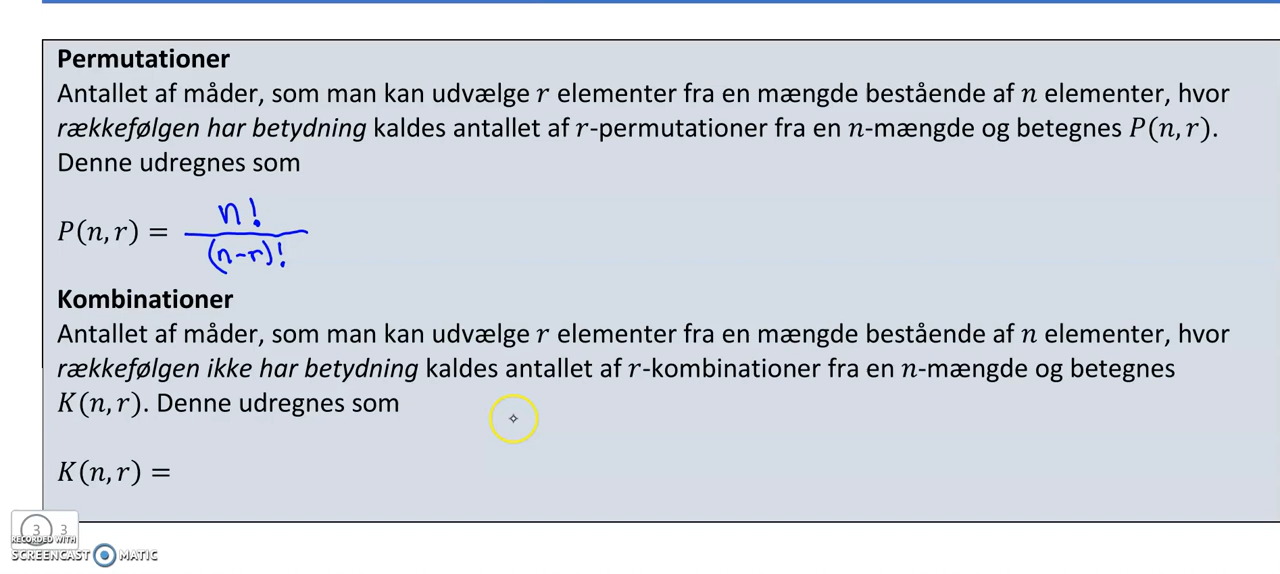 Permutationer
Antallet af måder, som man kan udvælge r elementer fra en mængde bestående af n elementer, hvor
rækkefølgen har betydning kaldes antallet af r-permutationer fra en n-mængde og betegnes P(n, r).
Denne udregnes som
n!
P(n, r) =
(n-r)!
Kombinationer
Antallet af måder, som man kan udvælge r elementer fra en mængde bestående af n elementer, hvor
rækkefølgen ikke har betydning kaldes antallet af r-kombinationer fra en n-mængde og betegnes
K(n, r). Denne udregnes som
K(n, r) =
3 3
RECORDED WITH
SCREENCAST MATIC